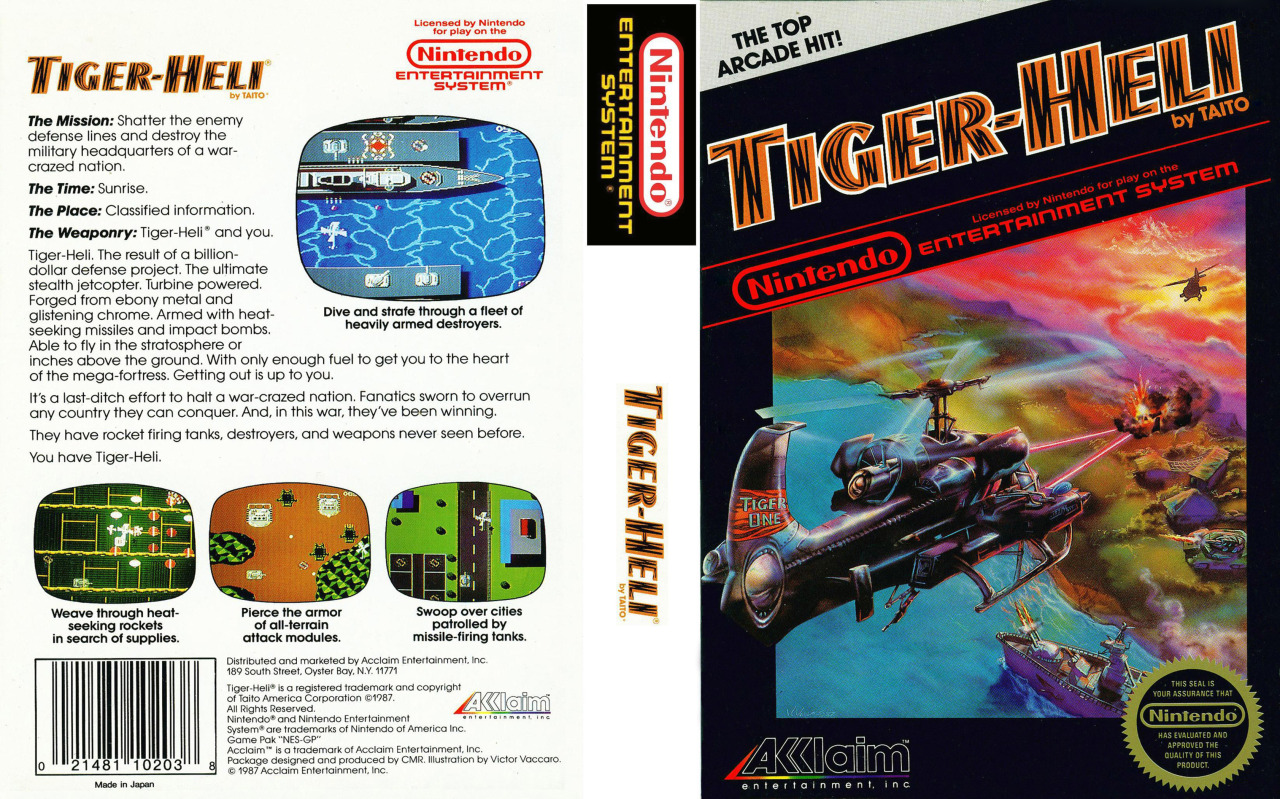 Licensed by Nintendo
for play on the
Nintendo®
ENTERTAINMENT
SYSTEM®
TIGER-HELI®
by TAITO®
The Mission: Shatter the enemy
defense lines and destroy the
military headquarters of a war-
crazed nation.
The Time: Sunrise.
The Place: Classified information.
The Weaponry: Tiger-Heli® and you.
Tiger-Heli. The result of a billion-
dollar defense project. The ultimate
stealth jetcopter. Turbine powered.
Forged from ebony metal and
glistening chrome. Armed with heat-
seeking missiles and impact bombs.
Able to fly in the stratosphere or
inches above the ground. With only enough fuel to get you to the heart
of the mega-fortress. Getting out is up to you.
It's a last-ditch effort to halt a war-crazed nation. Fanatics sworn to overrun
any country they can conquer. And, in this war, they've been winning.
They have rocket firing tanks, destroyers, and weapons never seen before.
You have Tiger-Heli.
Dive and strafe through a fleet of
heavily armed destroyers.
Weave through heat-
seeking rockets
in search of supplies.
Pierce the armor
of all-terrain
attack modules.
Swoop over cities
patrolled by
missile-firing tanks.
0 21481 10203 8
Made in Japan
Distributed and marketed by Acclaim Entertainment, Inc.
189 South Street, Oyster Bay, N.Y. 11771
Tiger-Heli® is a registered trademark and copyright
of Taito America Corporation ©1987.
All Rights Reserved.
Nintendo® and Nintendo Entertainment
System® are trademarks of Nintendo of America Inc.
Game Pak "NES-GP"
Acclaim™ is a trademark of Acclaim Entertainment, Inc.
Package designed and produced by CMR. Illustration by Victor Vaccaro.
© 1987 Acclaim Entertainment, Inc.
AKKlaim™
entertainment, inc.
Nintendo®
ENTERTAINMENT
SYSTEM®
TIGER-HELI®
by TAITO®
THE TOP
ARCADE HIT!
TIGER-HELI
by TAITO
Licensed by Nintendo for play on the
Nintendo ENTERTAINMENT SYSTEM
TIGER
ONE
THIS SEAL IS
YOUR ASSURANCE THAT
Nintendo
HAS EVALUATED AND
APPROVED THE
QUALITY OF THIS
PRODUCT.
AKKlaim™
entertainment, inc.